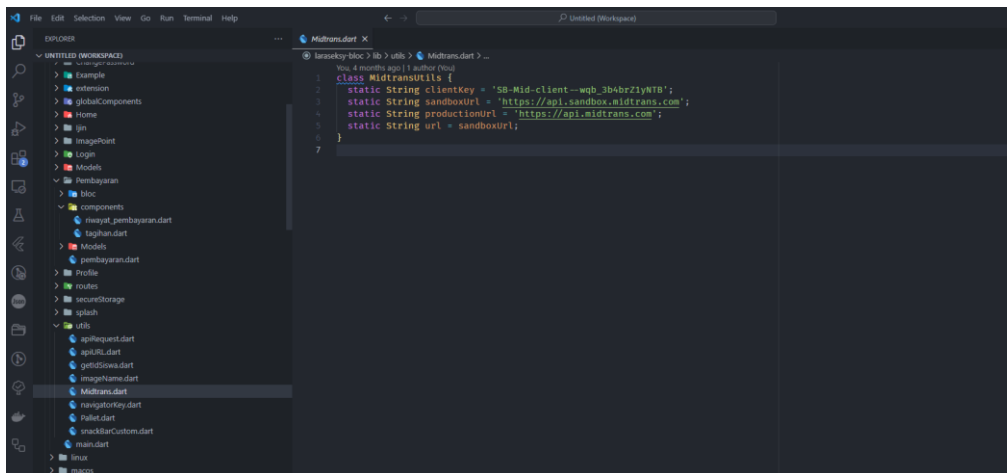 File Edit Selection View Go Run Terminal Help
Untitled (Workspace)
EXPLORER
Midtrans.dart
UNTITLED (WORKSPACE)
laraseksy-bloc > lib > utils > Midtrans.dart > ...
ChangePassword
Example
extension
globalComponents
Home
Ijin
ImagePoint
Login
Models
Pembayaran
bloc
components
riwayat_pembayaran.dart
tagihan.dart
Models
pembayaran.dart
Profile
routes
secureStorage
splash
utils
apiRequest.dart
apiURL.dart
getIdSiswa.dart
imageName.dart
Midtrans.dart
navigatorKey.dart
Pallet.dart
snackBarCustom.dart
main.dart
linux
macos
You, 4 months ago | 1 author (You)
1 class MidtransUtils {
2 static String clientKey = 'SB-Mid-client--wqb_3b4brZ1yNTB';
3 static String sandboxUrl = 'https://api.sandbox.midtrans.com';
4 static String productionUrl = 'https://api.midtrans.com';
5 static String url = sandboxUrl;
6 }
7
2